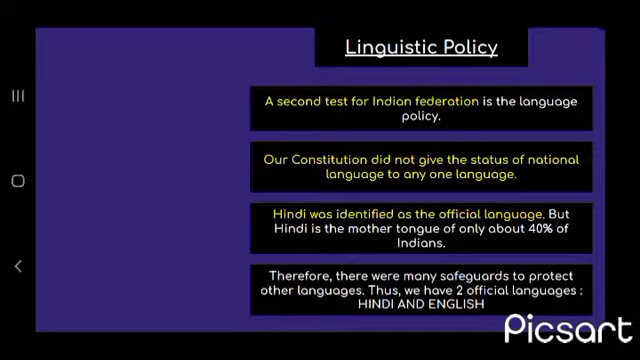 Linguistic Policy
A second test for Indian federation is the language
policy.
Our Constitution did not give the status of national
language to any one language.
Hindi was identified as the official language. But
Hindi is the mother tongue of only about 40% of
Indians.
Therefore, there were many safeguards to protect
other languages. Thus, we have 2 official languages :
HINDI AND ENGLISH
Picsart